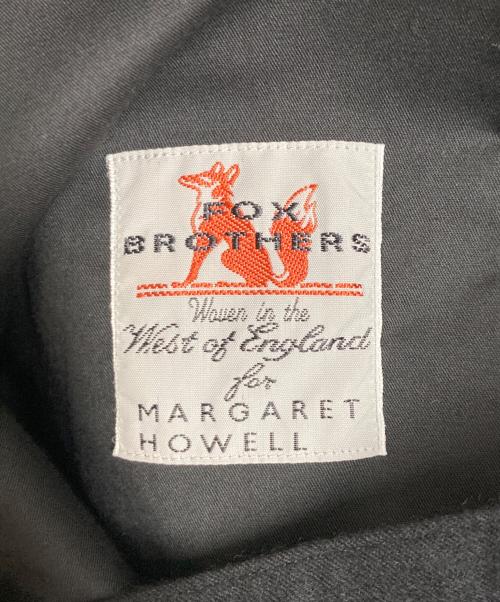 FOX
BROTHERS
Woven in the
West of England
for
MARGARET
HOWELL